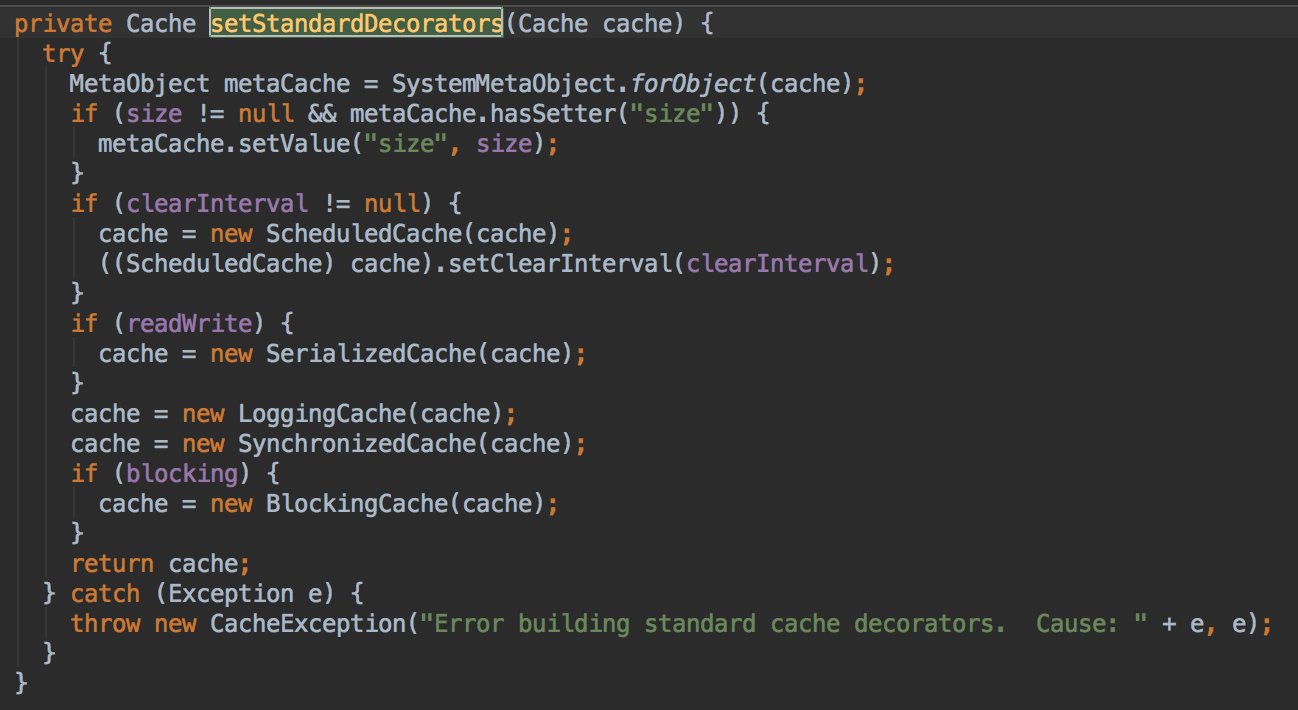 private Cache setStandardDecorators(Cache cache) {
  try {
    MetaObject metaCache = SystemMetaObject.forObject(cache);
    if (size != null && metaCache.hasSetter("size")) {
      metaCache.setValue("size", size);
    }
    if (clearInterval != null) {
      cache = new ScheduledCache(cache);
      ((ScheduledCache) cache).setClearInterval(clearInterval);
    }
    if (readWrite) {
      cache = new SerializedCache(cache);
    }
    cache = new LoggingCache(cache);
    cache = new SynchronizedCache(cache);
    if (blocking) {
      cache = new BlockingCache(cache);
    }
    return cache;
  } catch (Exception e) {
    throw new CacheException("Error building standard cache decorators.  Cause: " + e, e);
  }
}